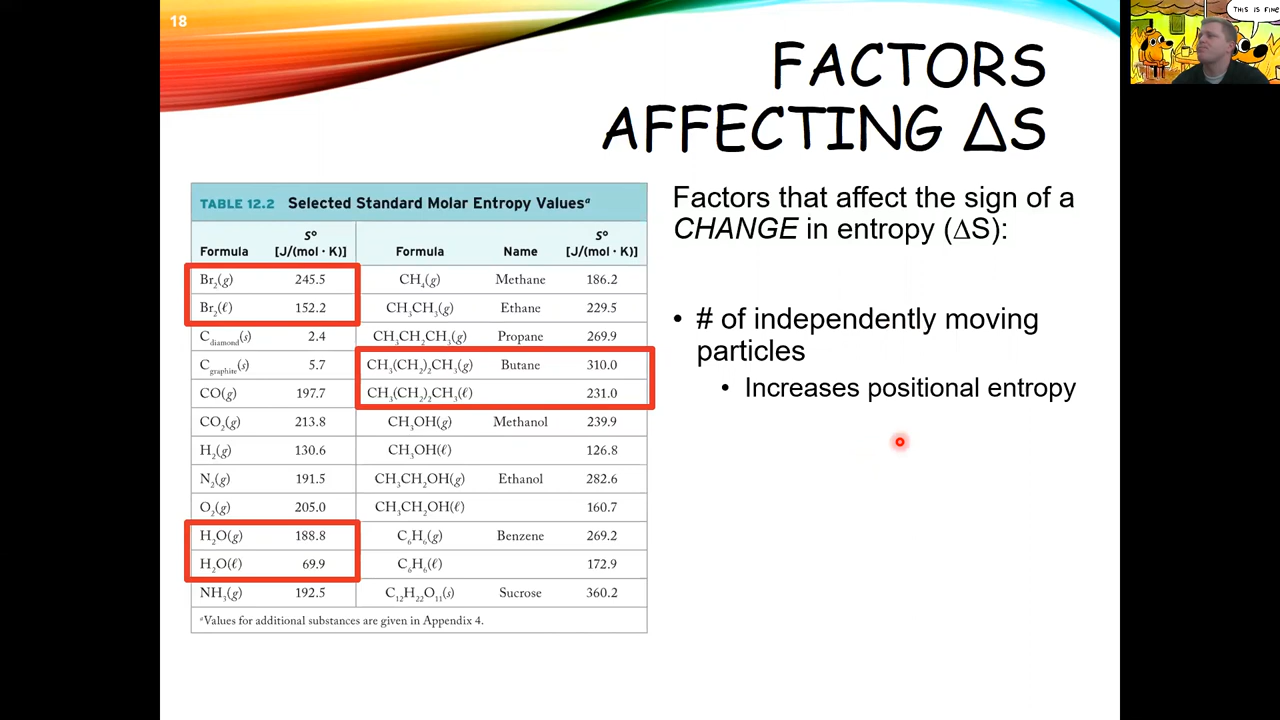 18
THIS IS FINE
FACTORS
AFFECTING ΔS
TABLE 12.2 Selected Standard Molar Entropy Valuesᵃ
Formula S° [J/(mol · K)] Formula Name S° [J/(mol · K)]
Br₂(g) 245.5 CH₄(g) Methane 186.2
Br₂(ℓ) 152.2 CH₃CH₃(g) Ethane 229.5
C_diamond(s) 2.4 CH₃CH₂CH₃(g) Propane 269.9
C_graphite(s) 5.7 CH₃(CH₂)₂CH₃(g) Butane 310.0
CO(g) 197.7 CH₃(CH₂)₂CH₃(ℓ) 231.0
CO₂(g) 213.8 CH₃OH(g) Methanol 239.9
H₂(g) 130.6 CH₃OH(ℓ) 126.8
N₂(g) 191.5 CH₃CH₂OH(g) Ethanol 282.6
O₂(g) 205.0 CH₃CH₂OH(ℓ) 160.7
H₂O(g) 188.8 C₆H₆(g) Benzene 269.2
H₂O(ℓ) 69.9 C₆H₆(ℓ) 172.9
NH₃(g) 192.5 C₁₂H₂₂O₁₁(s) Sucrose 360.2
ᵃValues for additional substances are given in Appendix 4.
Factors that affect the sign of a
CHANGE in entropy (ΔS):
• # of independently moving
particles
• Increases positional entropy